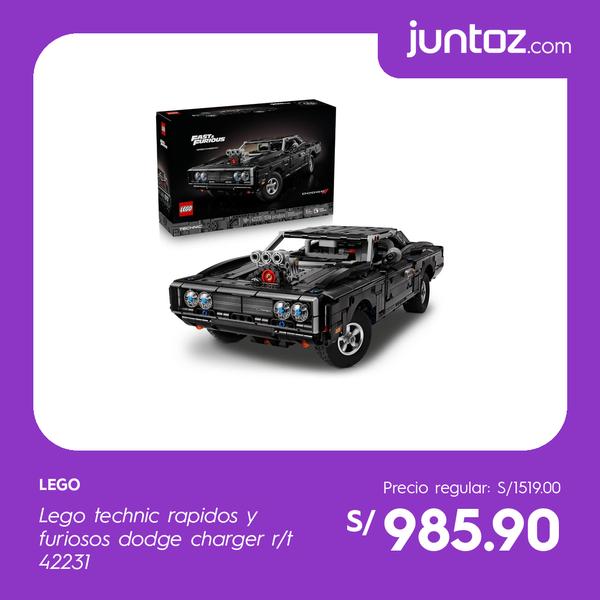 juntoz.com
FAST & FURIOUS
LEGO
TECHNIC
LEGO
Precio regular: S/1519.00
Lego technic rapidos y
furiosos dodge charger r/t
42231
S/ 985.90